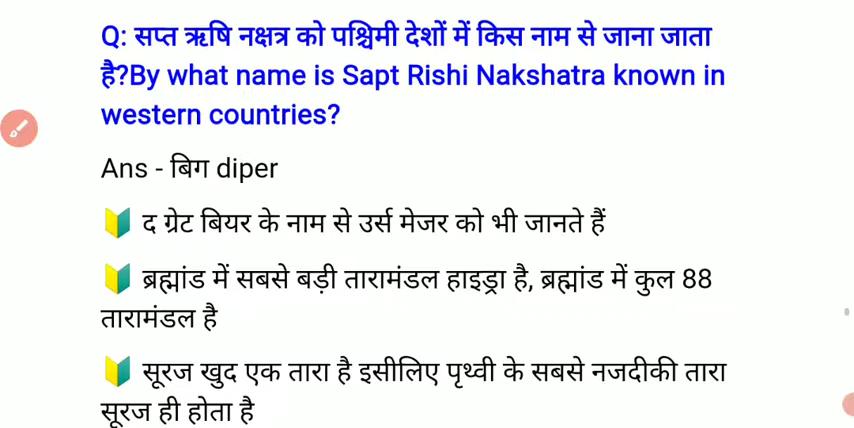 Q: सप्त ऋषि नक्षत्र को पश्चिमी देशों में किस नाम से जाना जाता
है?By what name is Sapt Rishi Nakshatra known in
western countries?
Ans - बिग diper
🔰 द ग्रेट बियर के नाम से उर्स मेजर को भी जानते हैं
🔰 ब्रह्मांड में सबसे बड़ी तारामंडल हाइड्रा है, ब्रह्मांड में कुल 88
तारामंडल है
🔰 सूरज खुद एक तारा है इसीलिए पृथ्वी के सबसे नजदीकी तारा
सूरज ही होता है